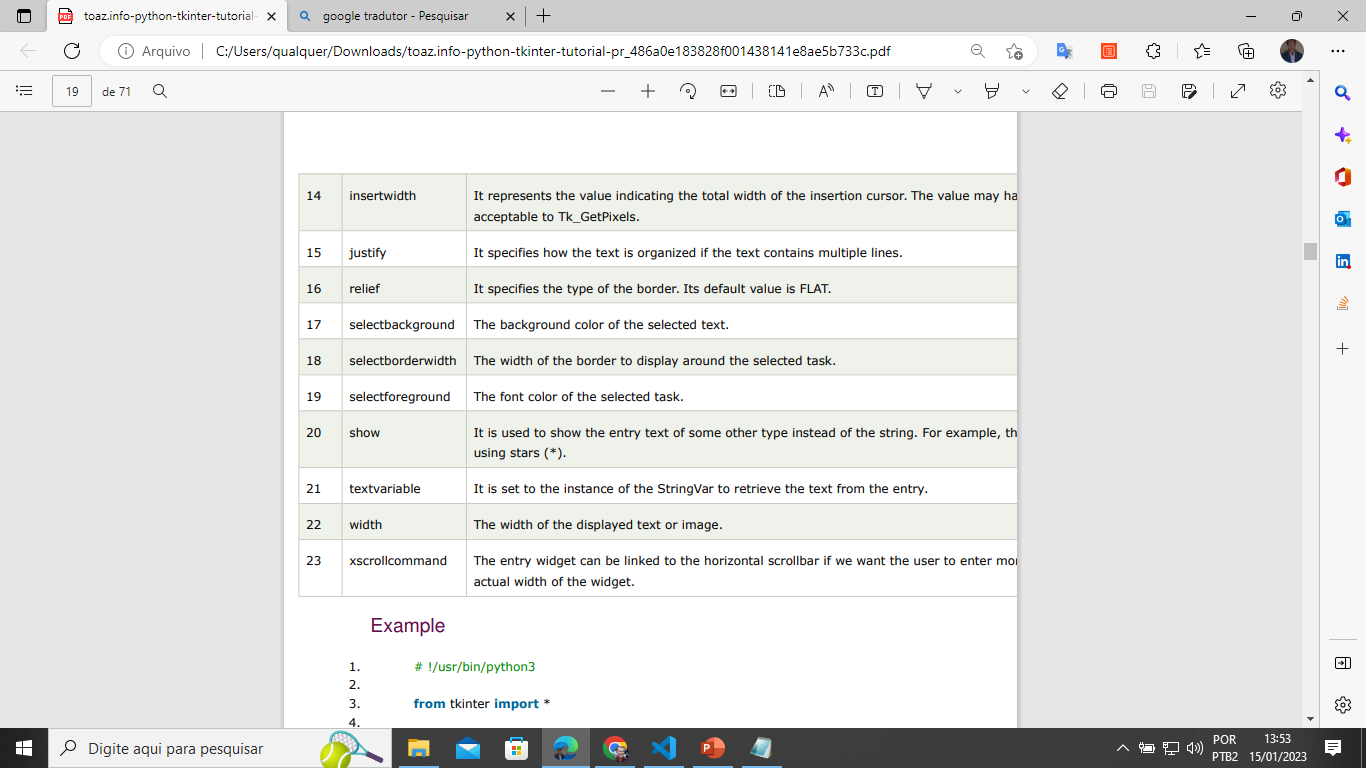 toaz.info-python-tkinter-tutorial-
google tradutor - Pesquisar
Arquivo
C:/Users/qualquer/Downloads/toaz.info-python-tkinter-tutorial-pr_486a0e183828f001438141e8ae5b733c.pdf
19 de 71
14 insertwidth It represents the value indicating the total width of the insertion cursor. The value may ha
acceptable to Tk_GetPixels.
15 justify It specifies how the text is organized if the text contains multiple lines.
16 relief It specifies the type of the border. Its default value is FLAT.
17 selectbackground The background color of the selected text.
18 selectborderwidth The width of the border to display around the selected task.
19 selectforeground The font color of the selected task.
20 show It is used to show the entry text of some other type instead of the string. For example, th
using stars (*).
21 textvariable It is set to the instance of the StringVar to retrieve the text from the entry.
22 width The width of the displayed text or image.
23 xscrollcommand The entry widget can be linked to the horizontal scrollbar if we want the user to enter mo
actual width of the widget.
Example
1. # !/usr/bin/python3
2.
3. from tkinter import *
4.
Digite aqui para pesquisar
POR 13:53
PTB2 15/01/2023